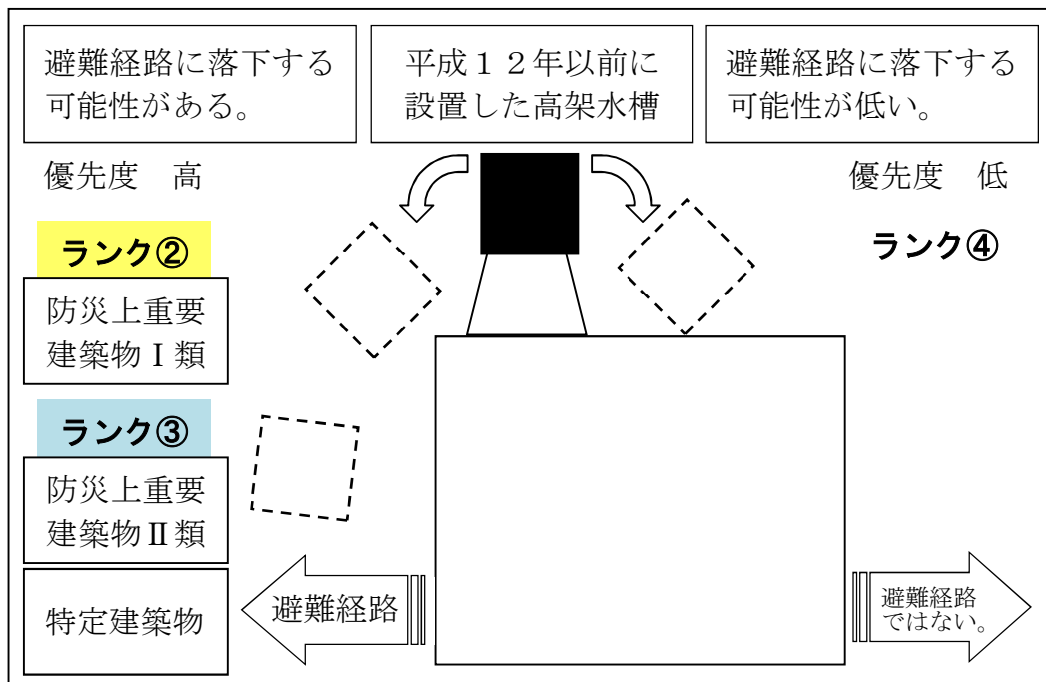 避難経路に落下する
可能性がある。
平成１２年以前に
設置した高架水槽
避難経路に落下する
可能性が低い。
優先度　高
優先度　低
ランク②
防災上重要
建築物Ⅰ類
ランク④
ランク③
防災上重要
建築物Ⅱ類
特定建築物
避難経路
避難経路
ではない。